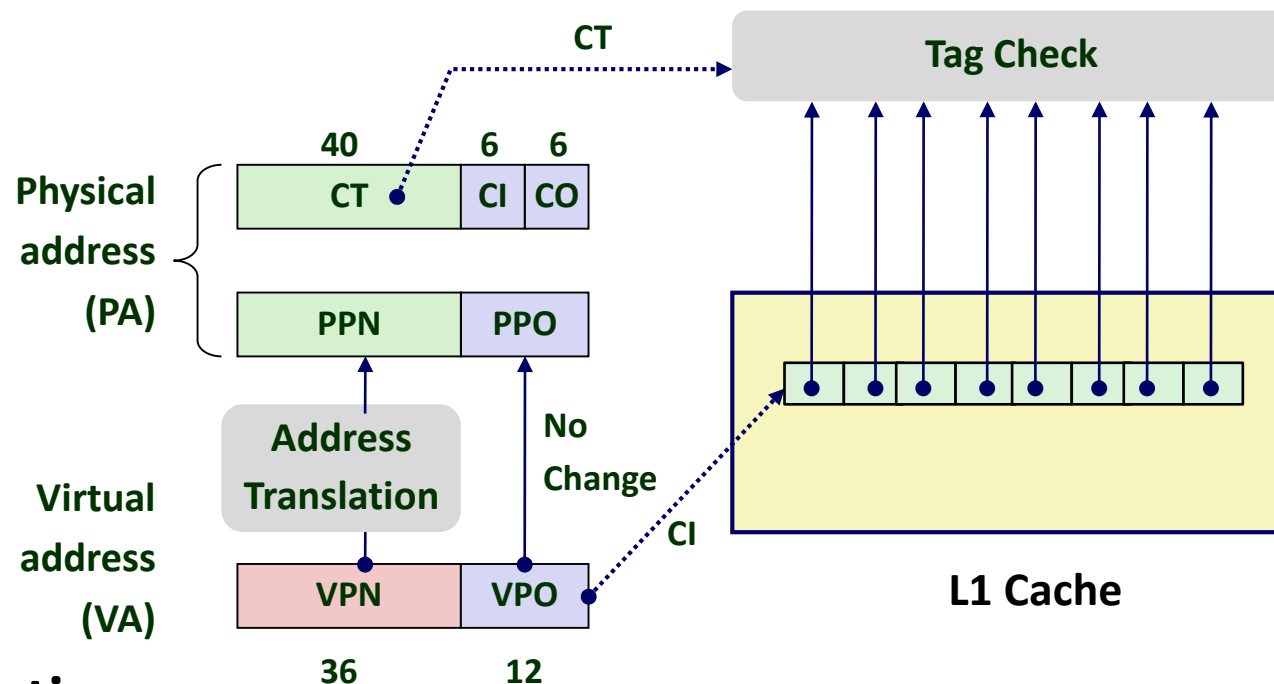 CT
Tag Check
40
6
6
Physical
address
(PA)
CT
CI
CO
PPN
PPO
Address
Translation
No
Change
Virtual
address
(VA)
CI
VPN
VPO
L1 Cache
36
12